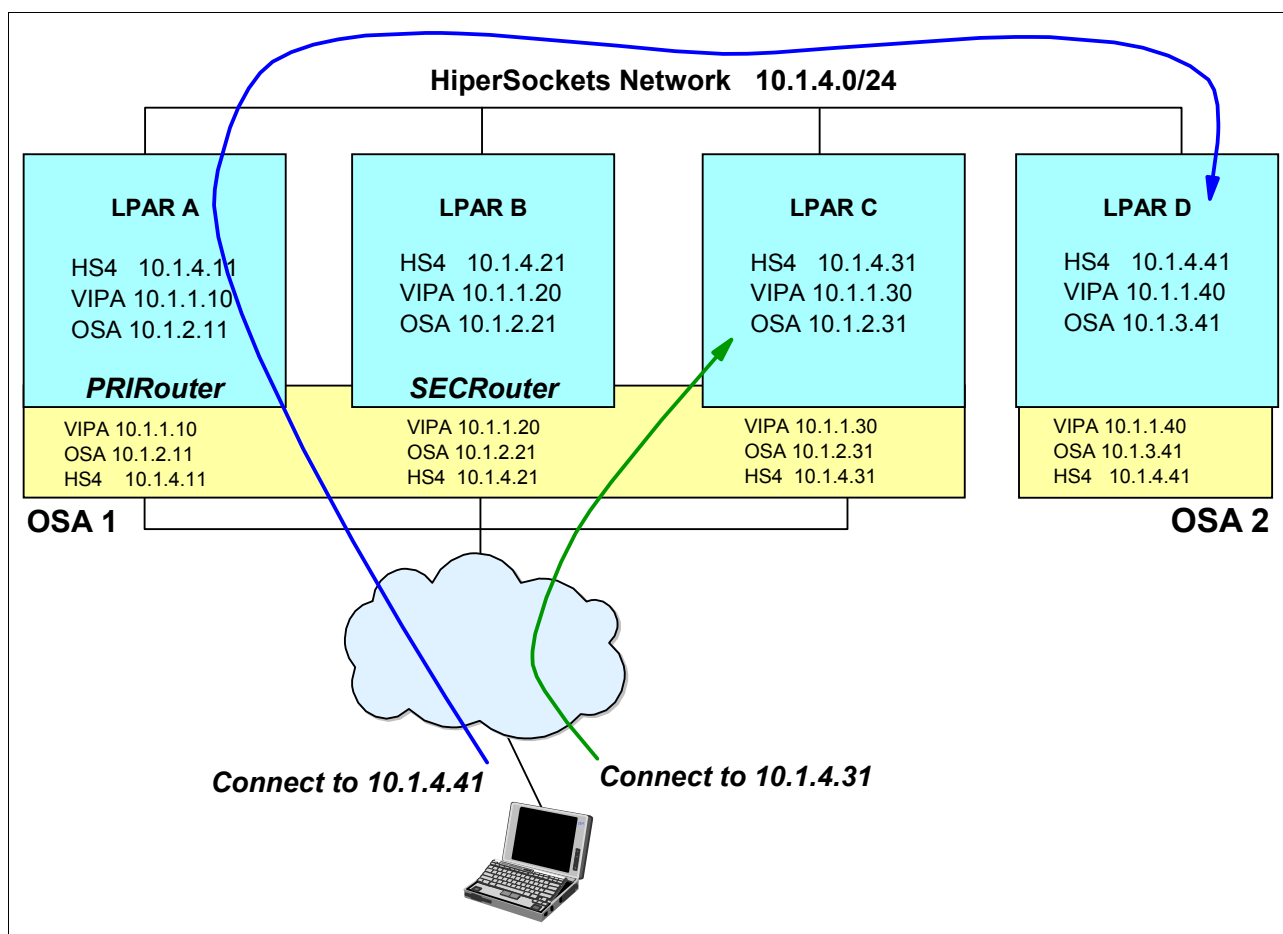 HiperSockets Network 10.1.4.0/24
LPAR A
HS4 10.1.4.11
VIPA 10.1.1.10
OSA 10.1.2.11
PRIRouter
LPAR B
HS4 10.1.4.21
VIPA 10.1.1.20
OSA 10.1.2.21
SECRouter
LPAR C
HS4 10.1.4.31
VIPA 10.1.1.30
OSA 10.1.2.31
LPAR D
HS4 10.1.4.41
VIPA 10.1.1.40
OSA 10.1.3.41
VIPA 10.1.1.10
OSA 10.1.2.11
HS4 10.1.4.11
VIPA 10.1.1.20
OSA 10.1.2.21
HS4 10.1.4.21
VIPA 10.1.1.30
OSA 10.1.2.31
HS4 10.1.4.31
VIPA 10.1.1.40
OSA 10.1.3.41
HS4 10.1.4.41
OSA 1
OSA 2
Connect to 10.1.4.41
Connect to 10.1.4.31